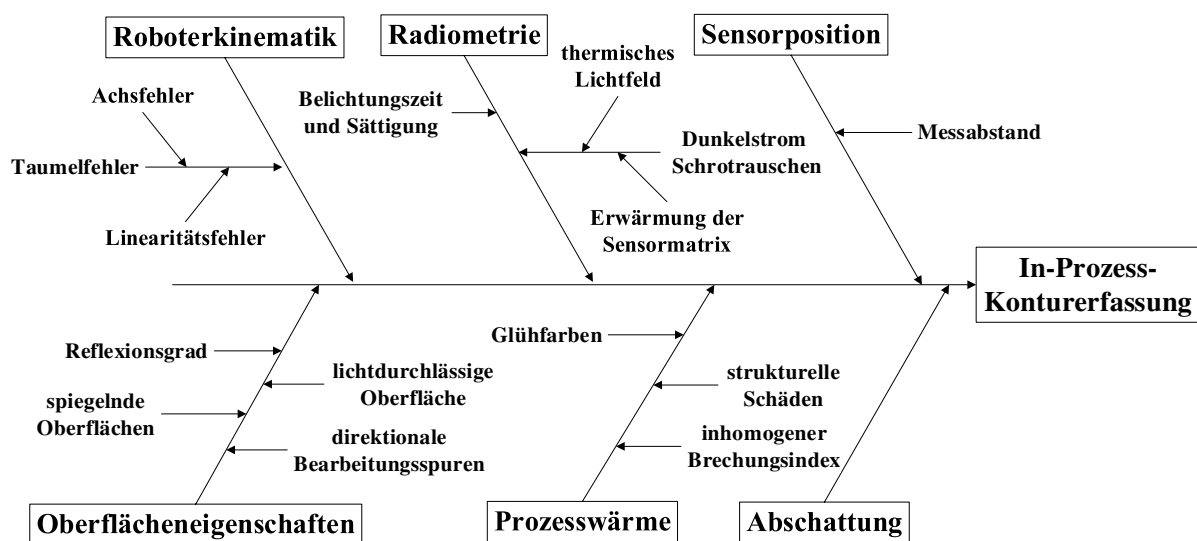 Roboterkinematik
Radiometrie
Sensorposition
thermisches
Lichtfeld
Achsfehler
Belichtungszeit
und Sättigung
Messabstand
Dunkelstrom
Schrotrauschen
Taumelfehler
Erwärmung der
Sensormatrix
Linearitätsfehler
In-Prozess-
Konturerfassung
Glühfarben
Reflexionsgrad
lichtdurchlässige
Oberfläche
strukturelle
Schäden
spiegelnde
Oberflächen
direktionale
Bearbeitungsspuren
inhomogener
Brechungsindex
Oberflächeneigenschaften
Prozesswärme
Abschattung